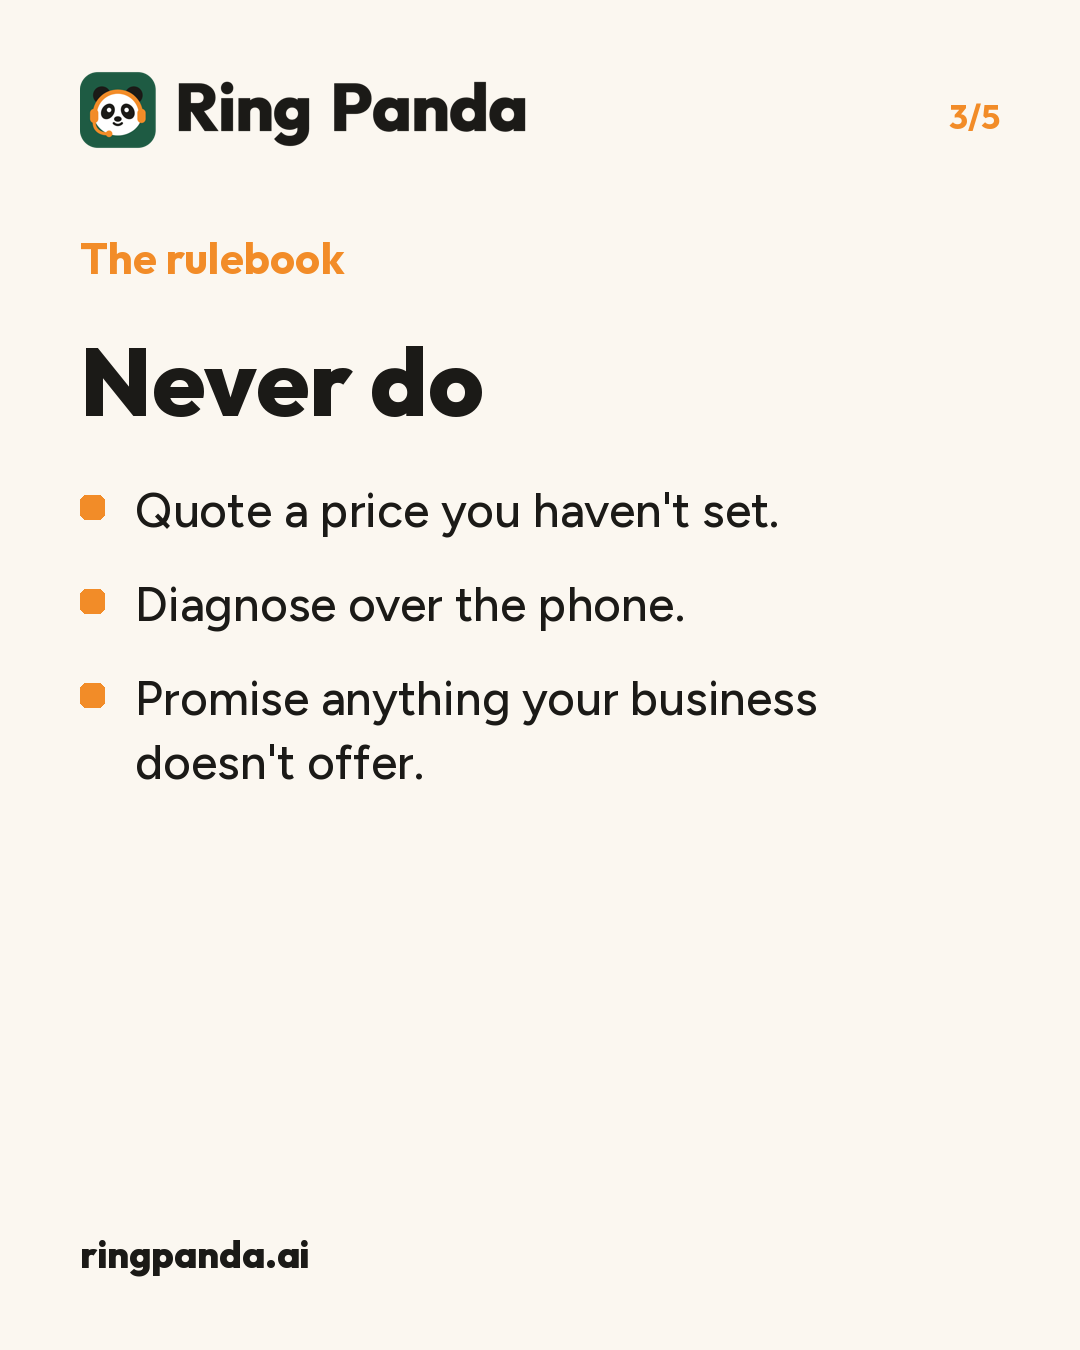 Ring Panda
3/5
The rulebook
Never do
Quote a price you haven't set.
Diagnose over the phone.
Promise anything your business
doesn't offer.
ringpanda.ai